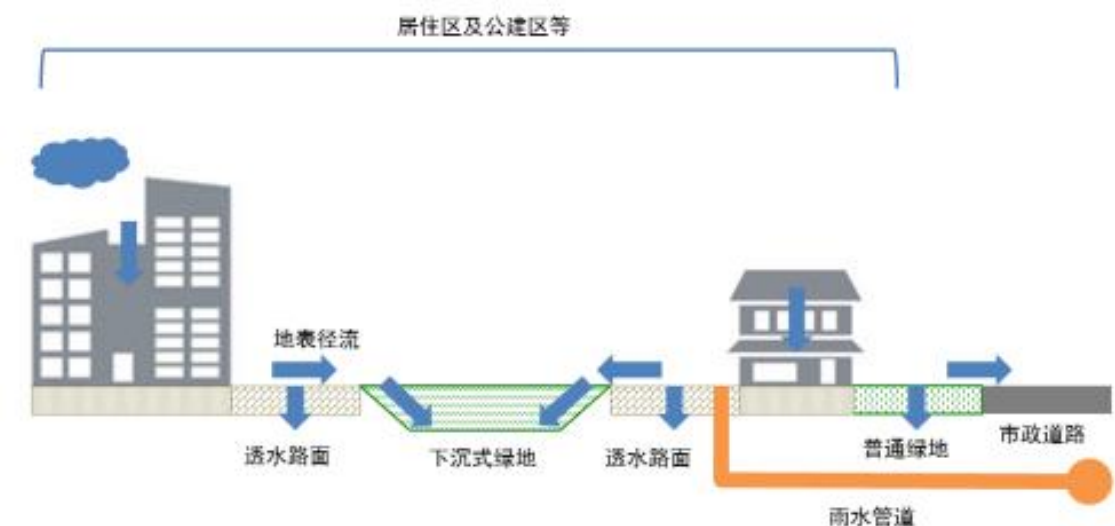 居住区及公建区等
地表径流
透水路面
下沉式绿地
透水路面
普通绿地
市政道路
雨水管道